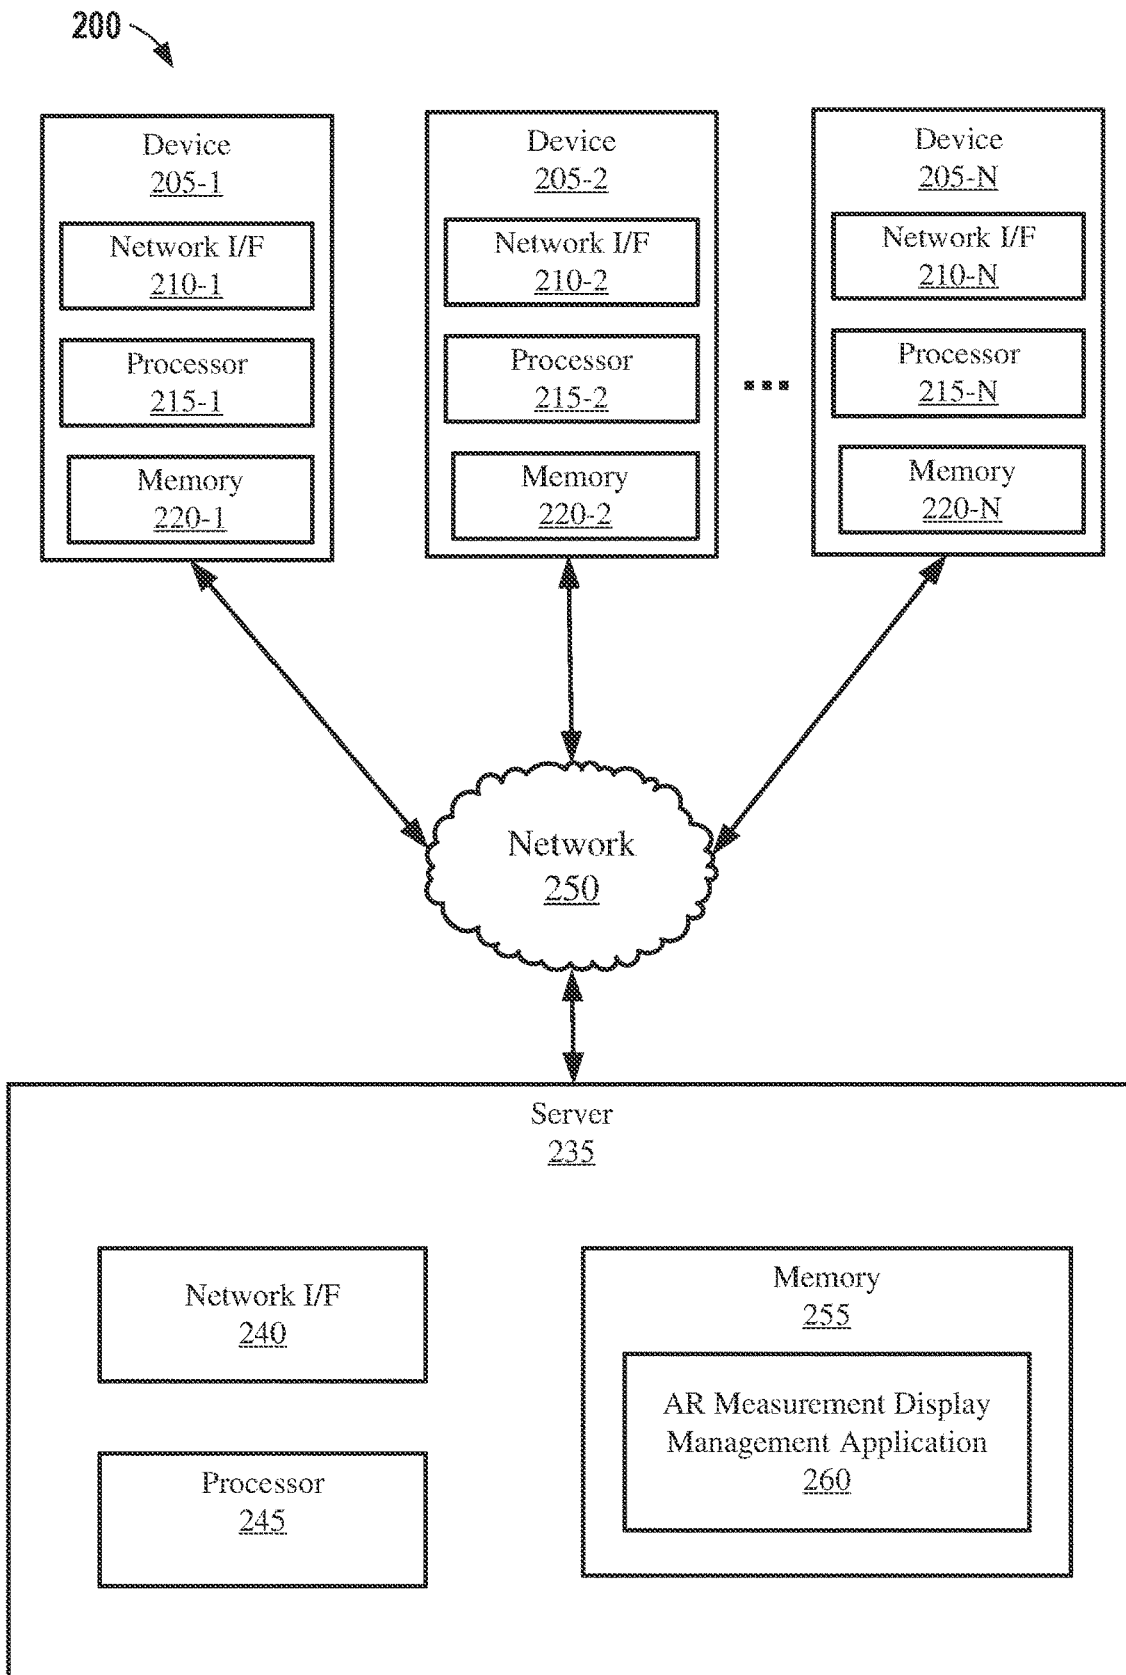 200
Device
205-1
Network I/F
210-1
Processor
215-1
Memory
220-1
Device
205-2
Network I/F
210-2
Processor
215-2
Memory
220-2
Device
205-N
Network I/F
210-N
Processor
215-N
Memory
220-N
Network
250
Server
235
Network I/F
240
Processor
245
Memory
255
AR Measurement Display
Management Application
260